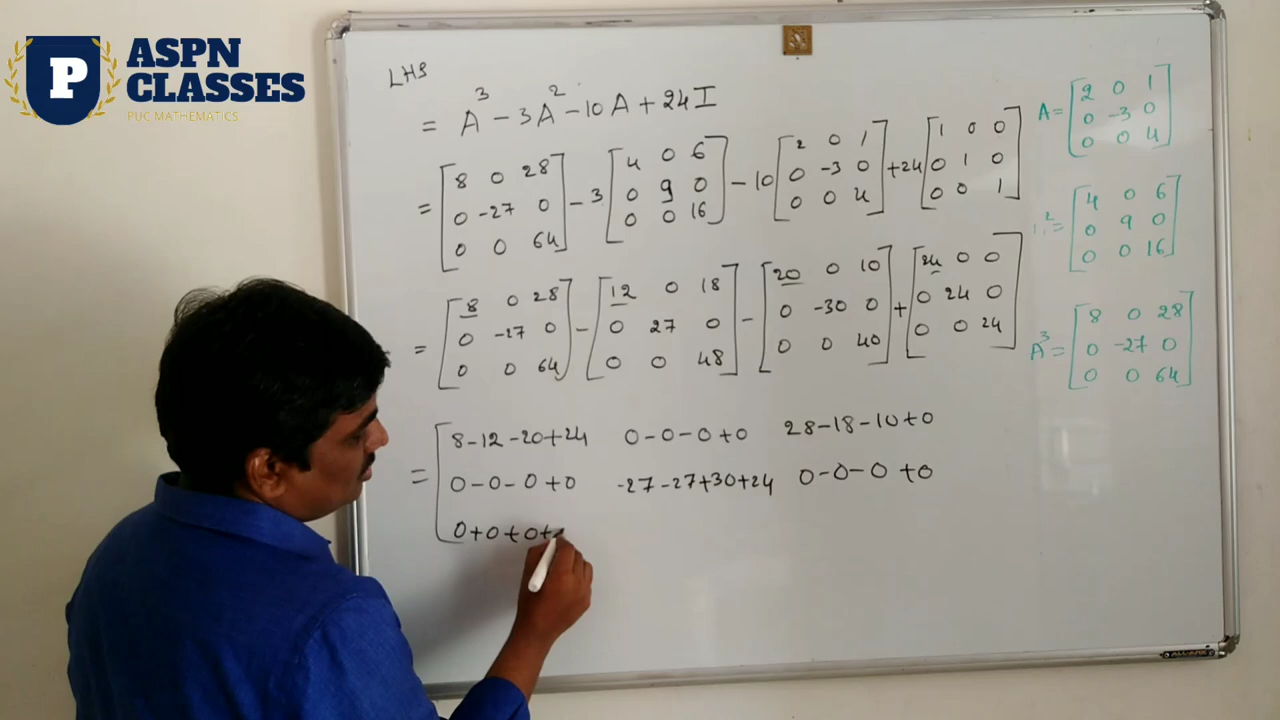 P
ASPN
CLASSES
PUC MATHEMATICS
LHS
= A³ - 3A² - 10A + 24I
= [8 0 28
0 -27 0
0 0 64] - 3 [4 0 6
0 9 0
0 0 16] - 10 [2 0 1
0 -3 0
0 0 4] + 24 [1 0 0
0 1 0
0 0 1]
= [8 0 28
0 -27 0
0 0 64] - [12 0 18
0 27 0
0 0 48] - [20 0 10
0 -30 0
0 0 40] + [24 0 0
0 24 0
0 0 24]
= [8-12-20+24 0-0-0+0 28-18-10+0
0-0-0+0 -27-27+30+24 0-0-0+0
0+0+0+
A = [2 0 1
0 -3 0
0 0 4]
² = [4 0 6
0 9 0
0 0 16]
A³ = [8 0 28
0 -27 0
0 0 64]